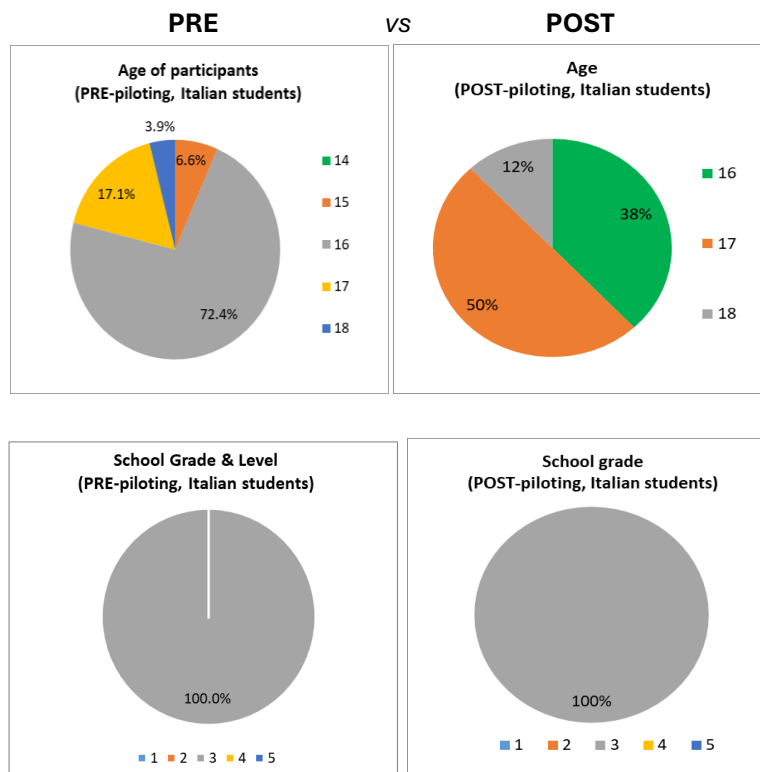 PRE vs POST
Age of participants
(PRE-piloting, Italian students)
3.9%
6.6%
17.1%
72.4%
14
15
16
17
18
Age
(POST-piloting, Italian students)
12%
38%
50%
16
17
18
School Grade & Level
(PRE-piloting, Italian students)
100.0%
1 2 3 4 5
School grade
(POST-piloting, Italian students)
100%
1 2 3 4 5